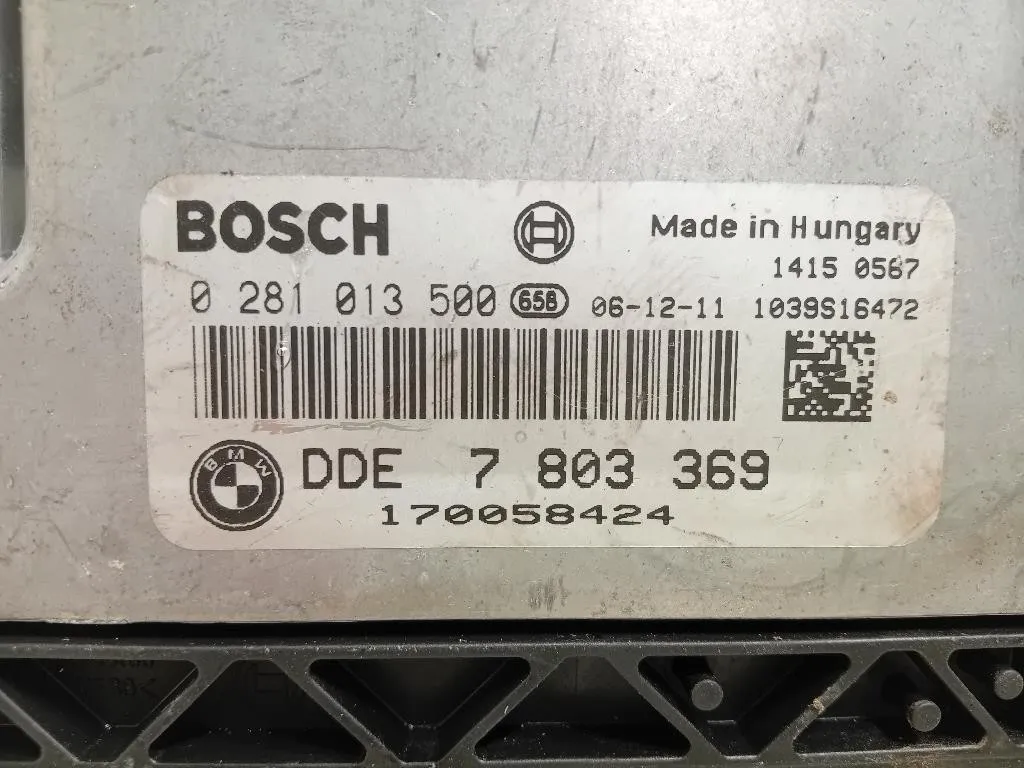 BOSCH
Made in Hungary
1415 0567
0 281 013 500 658 06-12-11 1039S16472
BMW DDE 7 803 369
170058424